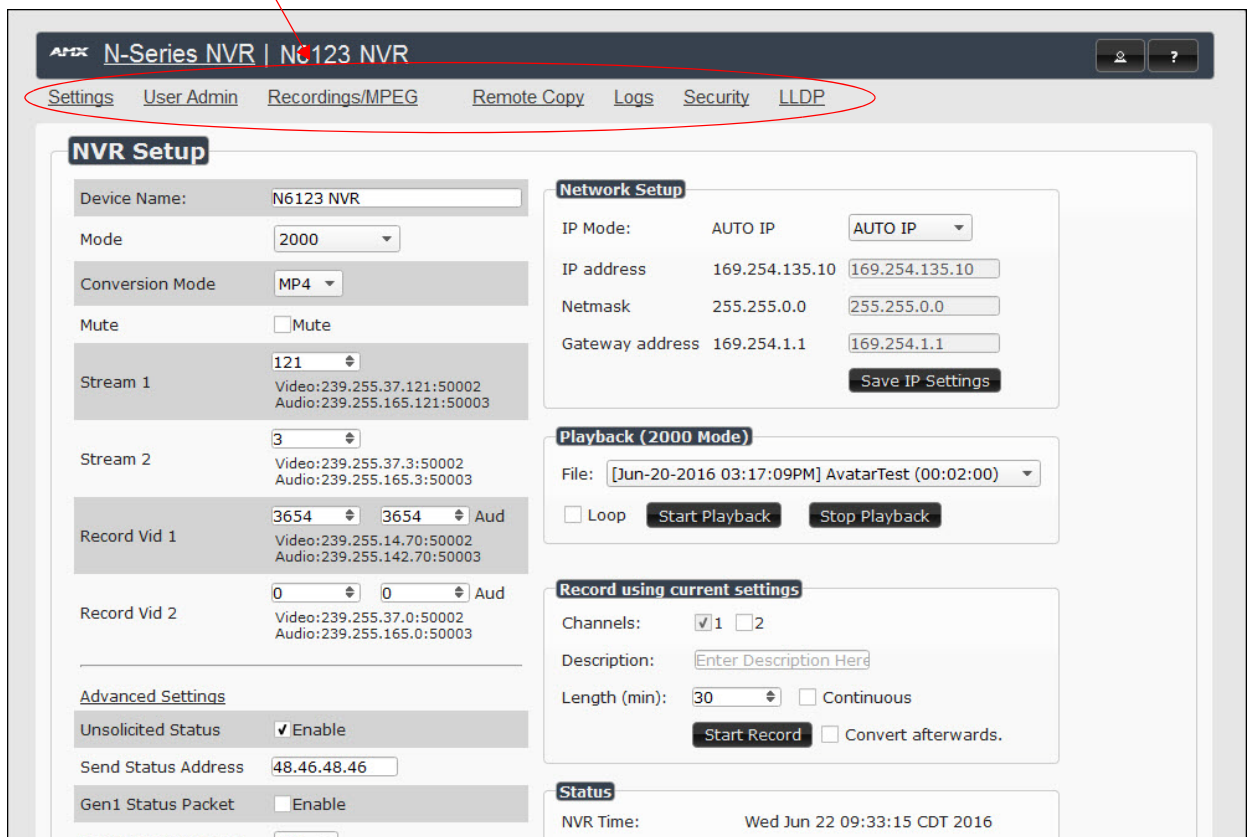 AMX N-Series NVR | N6123 NVR ?
Settings User Admin Recordings/MPEG Remote Copy Logs Security LLDP
NVR Setup
Device Name: N6123 NVR
Mode 2000
Conversion Mode MP4
Mute Mute
Stream 1 121
Video:239.255.37.121:50002
Audio:239.255.165.121:50003
Stream 2 3
Video:239.255.37.3:50002
Audio:239.255.165.3:50003
Record Vid 1 3654 3654 Aud
Video:239.255.14.70:50002
Audio:239.255.142.70:50003
Record Vid 2 0 0 Aud
Video:239.255.37.0:50002
Audio:239.255.165.0:50003
Advanced Settings
Unsolicited Status Enable
Send Status Address 48.46.48.46
Gen1 Status Packet Enable
Network Setup
IP Mode: AUTO IP AUTO IP
IP address 169.254.135.10 169.254.135.10
Netmask 255.255.0.0 255.255.0.0
Gateway address 169.254.1.1 169.254.1.1
Save IP Settings
Playback (2000 Mode)
File: [Jun-20-2016 03:17:09PM] AvatarTest (00:02:00)
Loop Start Playback Stop Playback
Record using current settings
Channels: 1 2
Description: Enter Description Here
Length (min): 30 Continuous
Start Record Convert afterwards.
Status
NVR Time: Wed Jun 22 09:33:15 CDT 2016